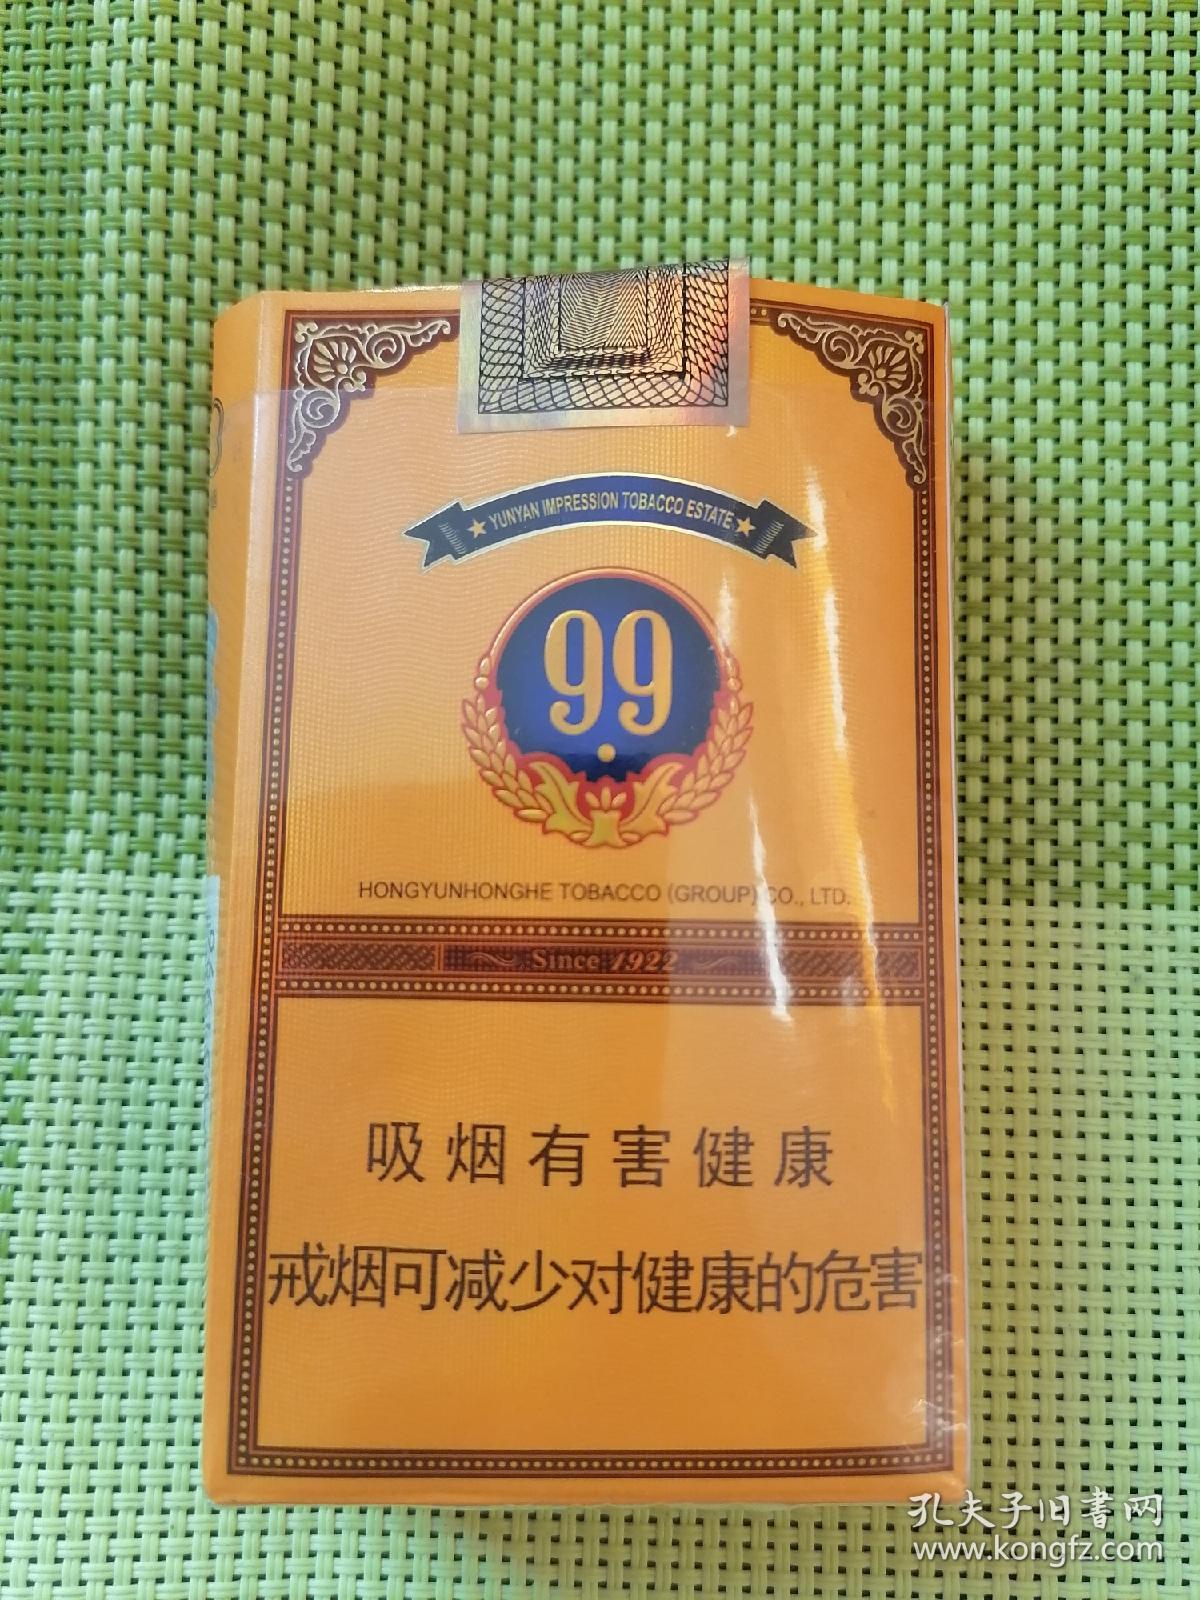 YUNYAN IMPRESSION TOBACCO ESTATE
99
HONGYUNHONGHE TOBACCO (GROUP) CO., LTD.
Since 1922
吸烟有害健康
戒烟可减少对健康的危害
孔夫子旧書网
www.kongfz.com